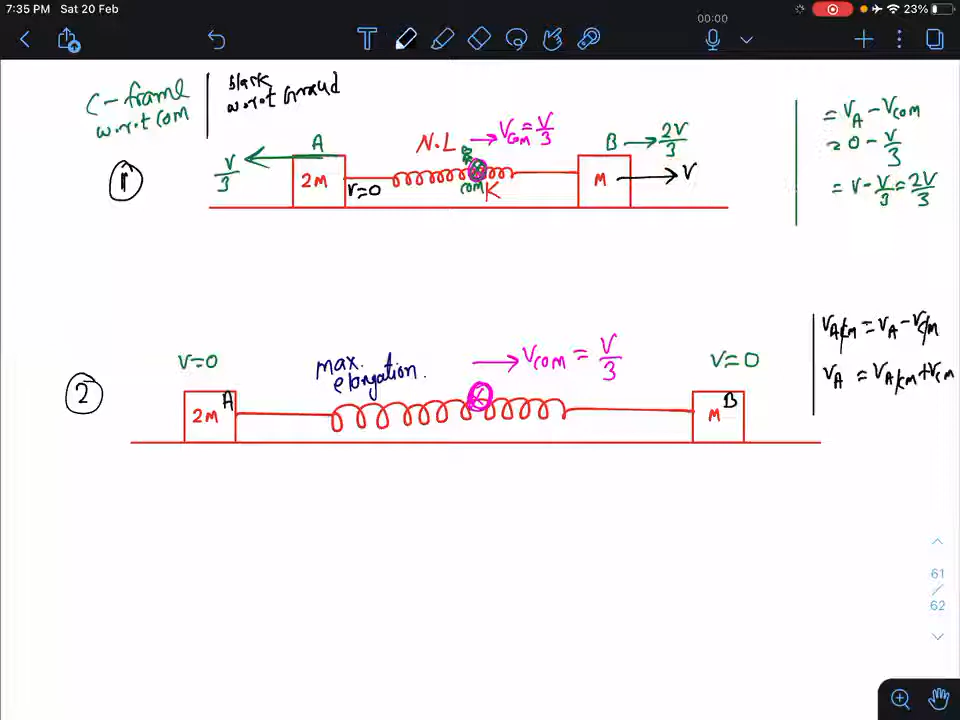 7:35 PM Sat 20 Feb
23%
00:00
T
C-frame
w.r.t com
black
w.r.t Ground
①
V/3
A
2M
v=0
N.L
V com = V/3
com
K
B
2V/3
M
V
= VA - Vcom
= 0 - V/3
= V - V/3 = 2V/3
②
V=0
A
2M
max.
elongation.
Vcom = V/3
V=0
M
B
VA/cm = VA - Vcm
VA = VA/cm + Vcm
61
/
62